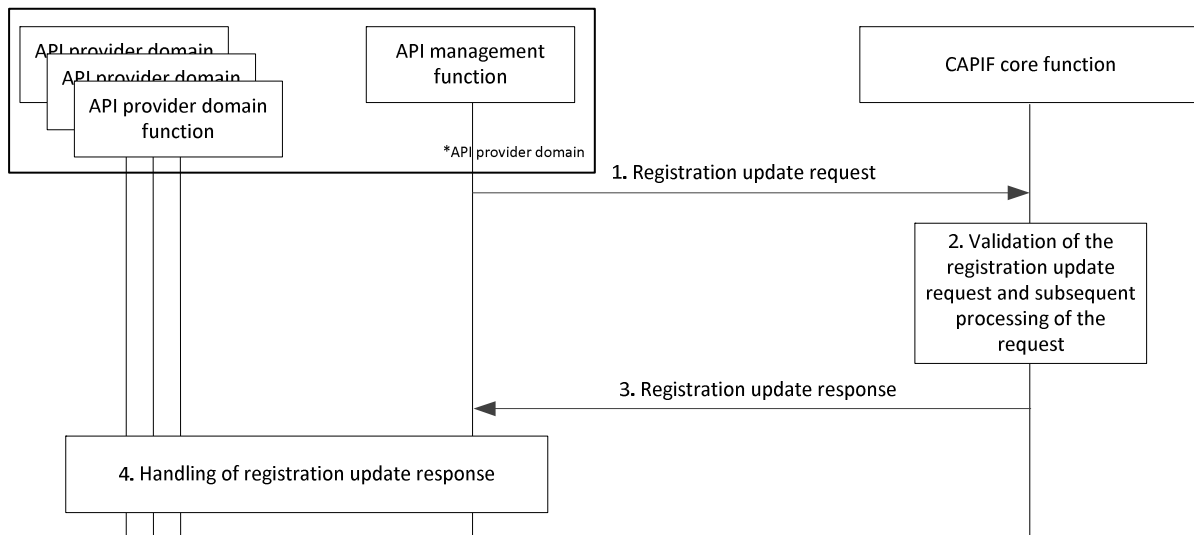 API provider domain
API provider domain
API provider domain
function
API management
function
CAPIF core function
*API provider domain
1. Registration update request
2. Validation of the
registration update
request and subsequent
processing of the
request
3. Registration update response
4. Handling of registration update response